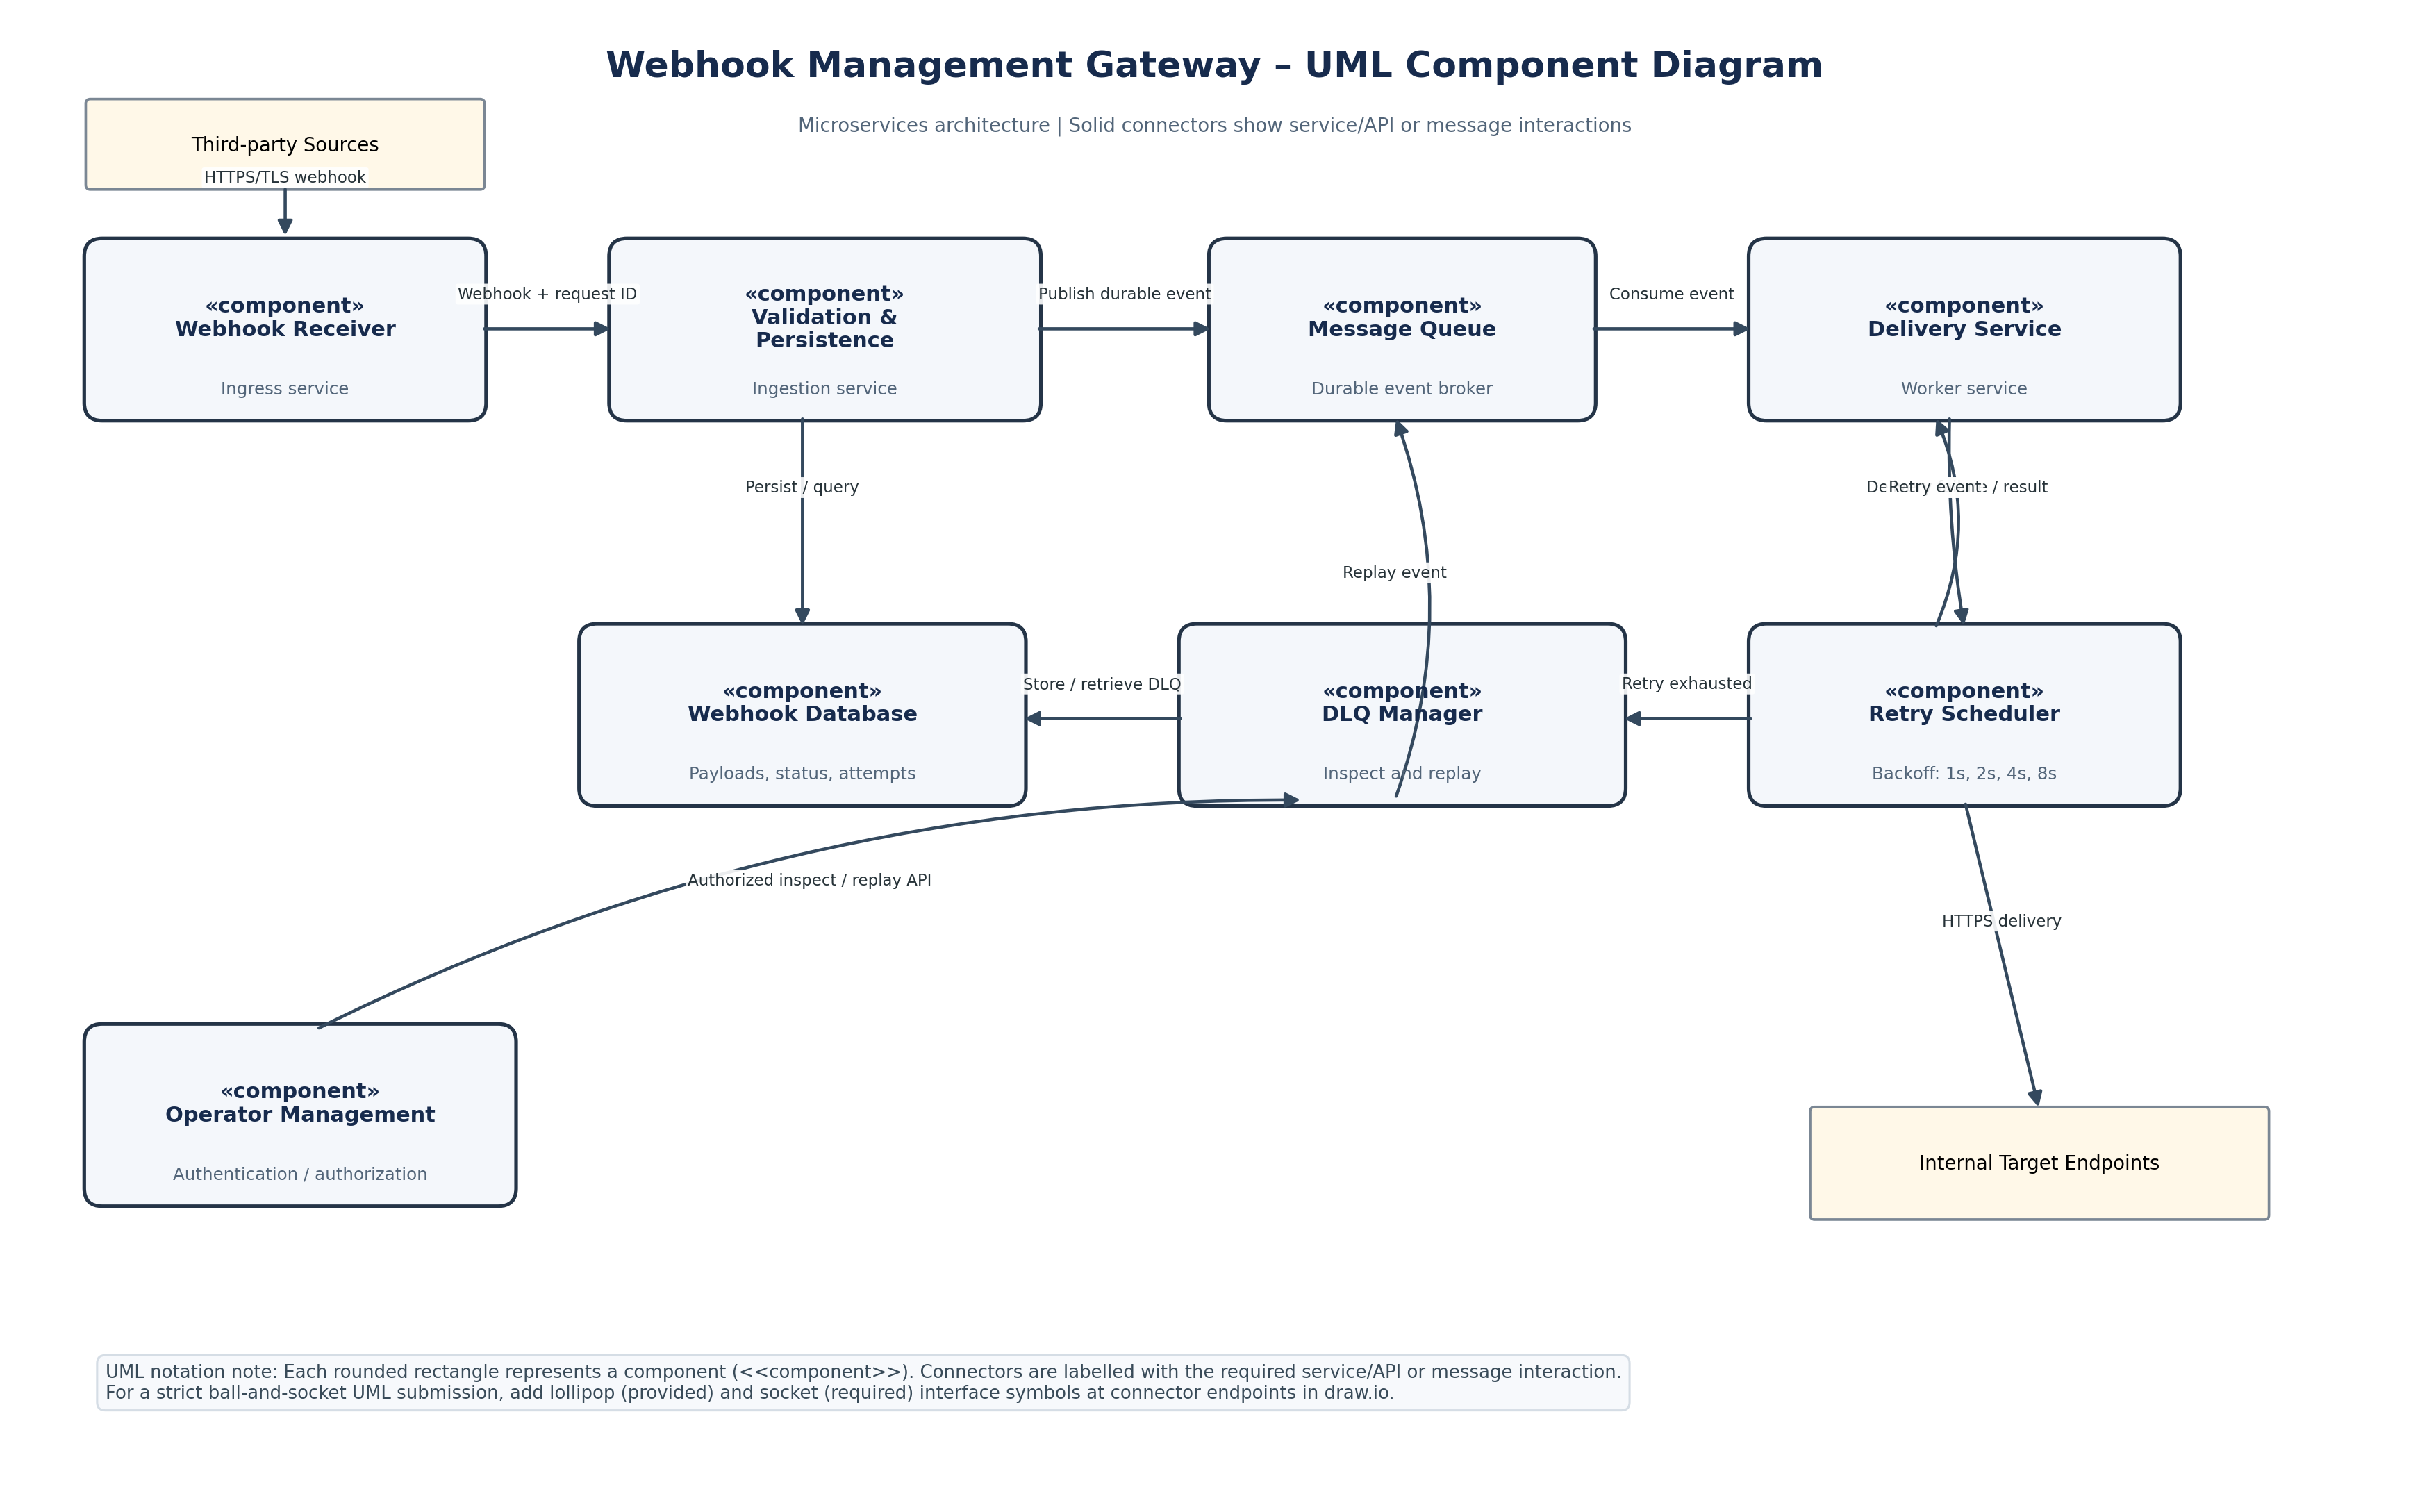 Webhook Management Gateway – UML Component Diagram
Microservices architecture | Solid connectors show service/API or message interactions
Third-party Sources
HTTPS/TLS webhook
«component»
Webhook Receiver
Ingress service
Webhook + request ID
«component»
Validation &
Persistence
Ingestion service
Publish durable event
«component»
Message Queue
Durable event broker
Consume event
«component»
Delivery Service
Worker service
Persist / query
Retry event
/ result
Replay event
«component»
Webhook Database
Payloads, status, attempts
Store / retrieve DLQ
«component»
DLQ Manager
Inspect and replay
Retry exhausted
«component»
Retry Scheduler
Backoff: 1s, 2s, 4s, 8s
Authorized inspect / replay API
HTTPS delivery
«component»
Operator Management
Authentication / authorization
Internal Target Endpoints
UML notation note: Each rounded rectangle represents a component (<<component>>). Connectors are labelled with the required service/API or message interaction.
For a strict ball-and-socket UML submission, add lollipop (provided) and socket (required) interface symbols at connector endpoints in draw.io.